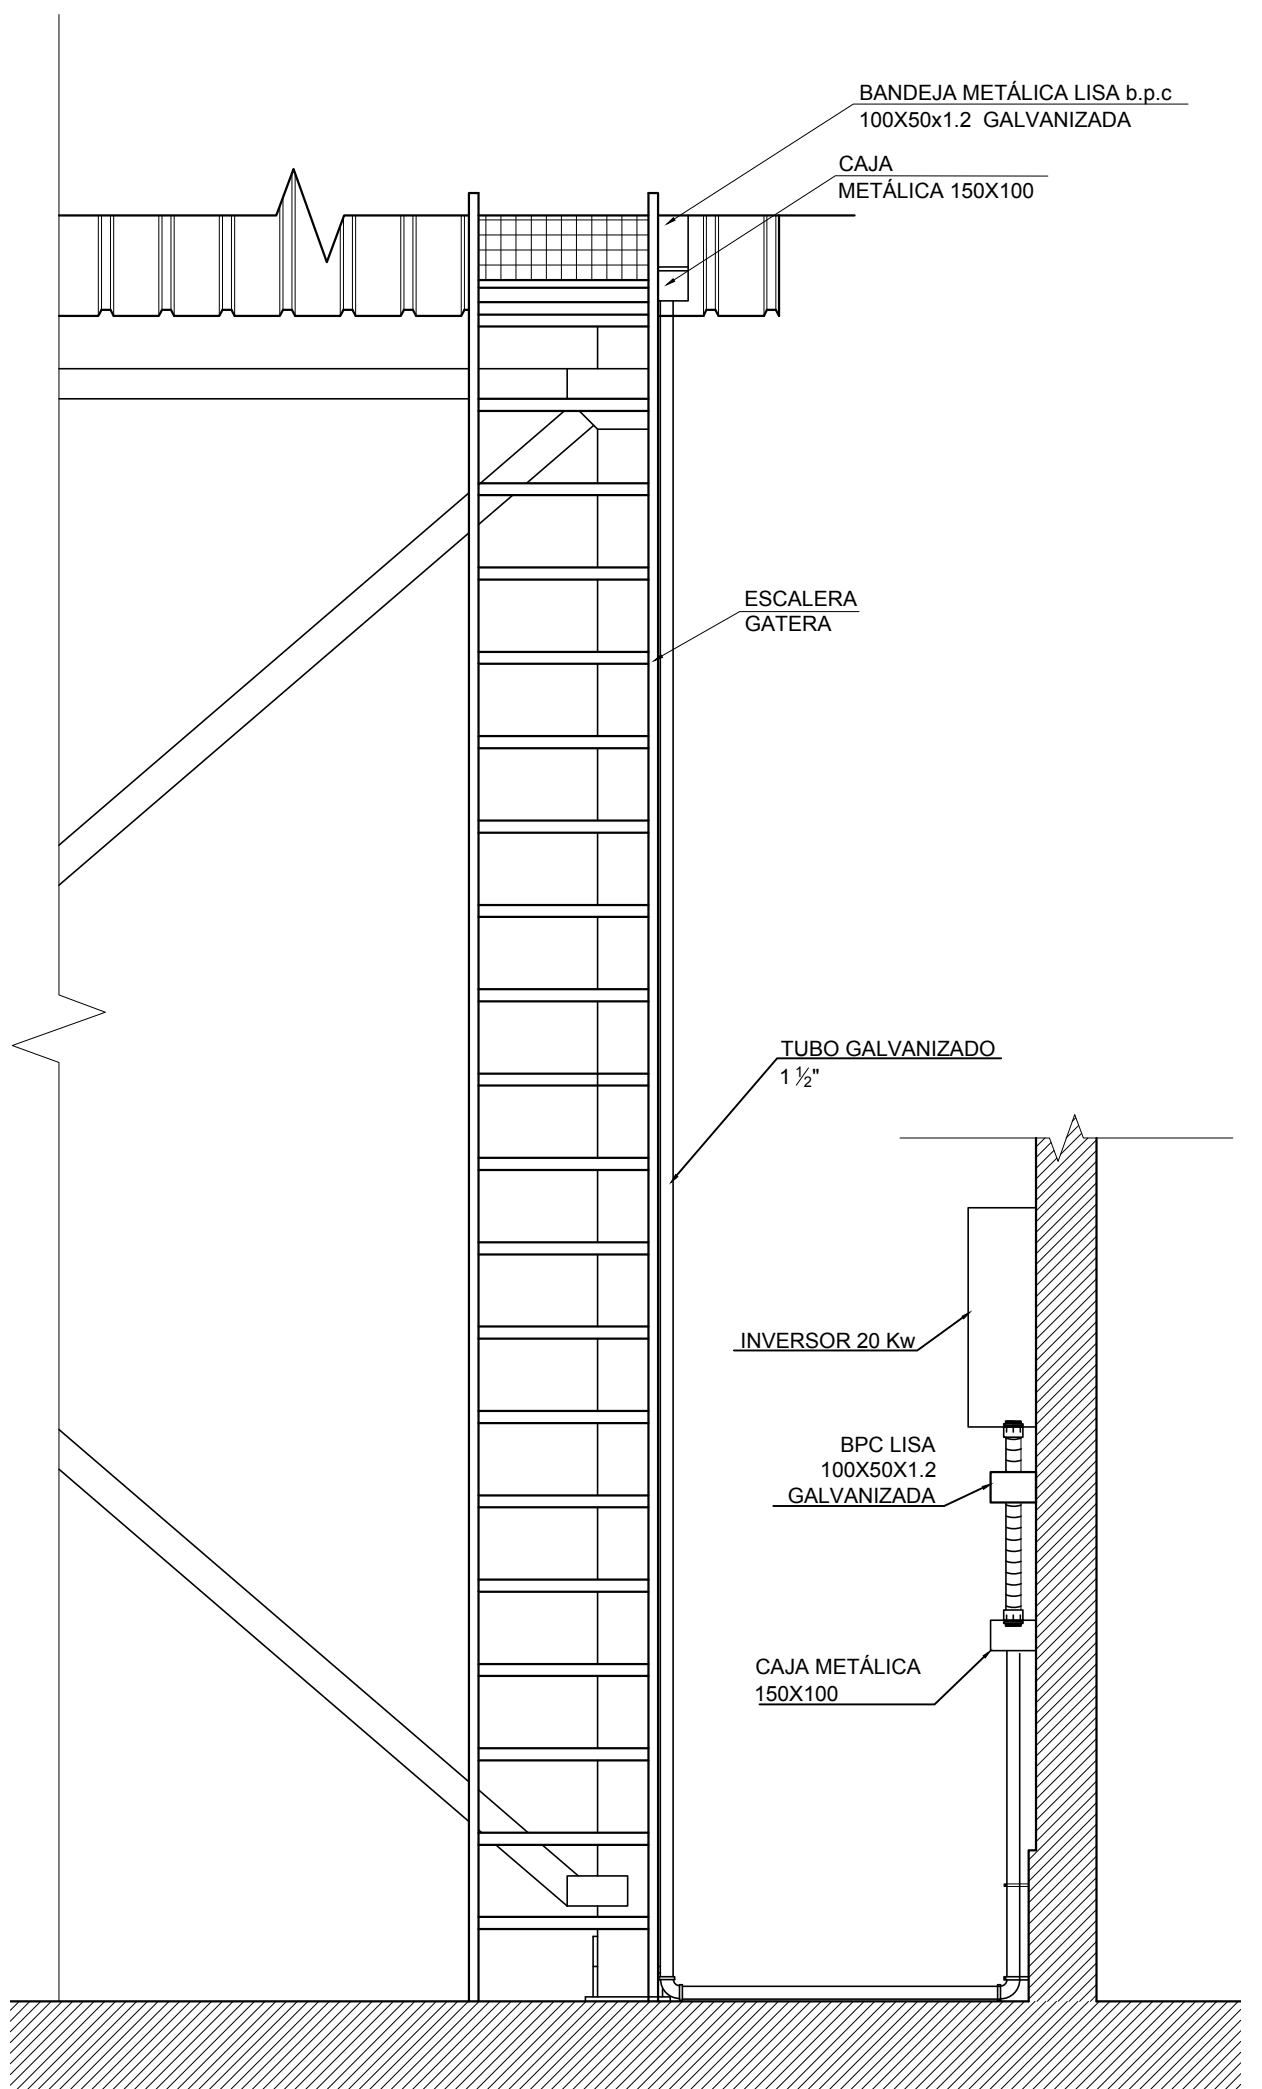 BANDEJA METÁLICA LISA b.p.c
100X50x1.2 GALVANIZADA
CAJA
METÁLICA 150X100
ESCALERA
GATERA
TUBO GALVANIZADO
1 ½"
INVERSOR 20 Kw
BPC LISA
100X50X1.2
GALVANIZADA
CAJA METÁLICA
150X100